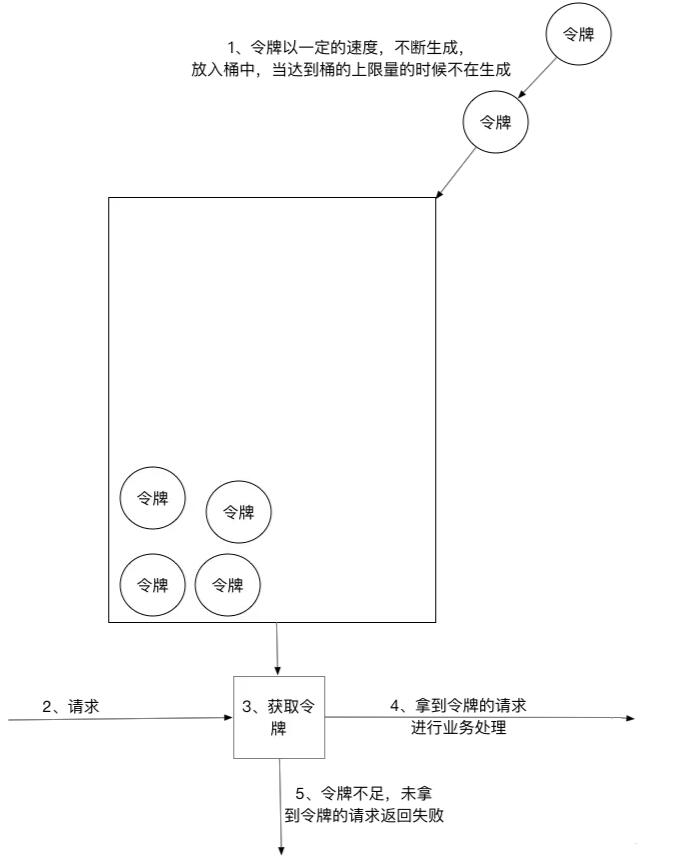 令牌
1、令牌以一定的速度，不断生成，
放入桶中，当达到桶的上限量的时候不在生成
令牌
令牌
令牌
令牌
令牌
2、请求
3、获取令
牌
4、拿到令牌的请求
进行业务处理
5、令牌不足，未拿
到令牌的请求返回失败